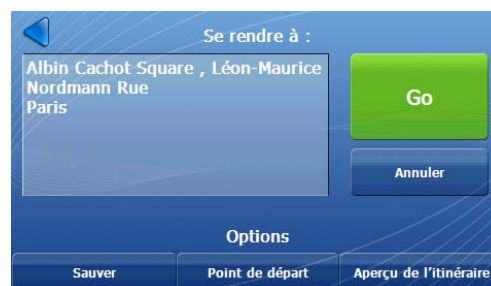 Se rendre à :
Albin Cachot Square , Léon-Maurice
Nordmann Rue
Paris
Go
Annuler
Options
Sauver
Point de départ
Aperçu de l'itinéraire